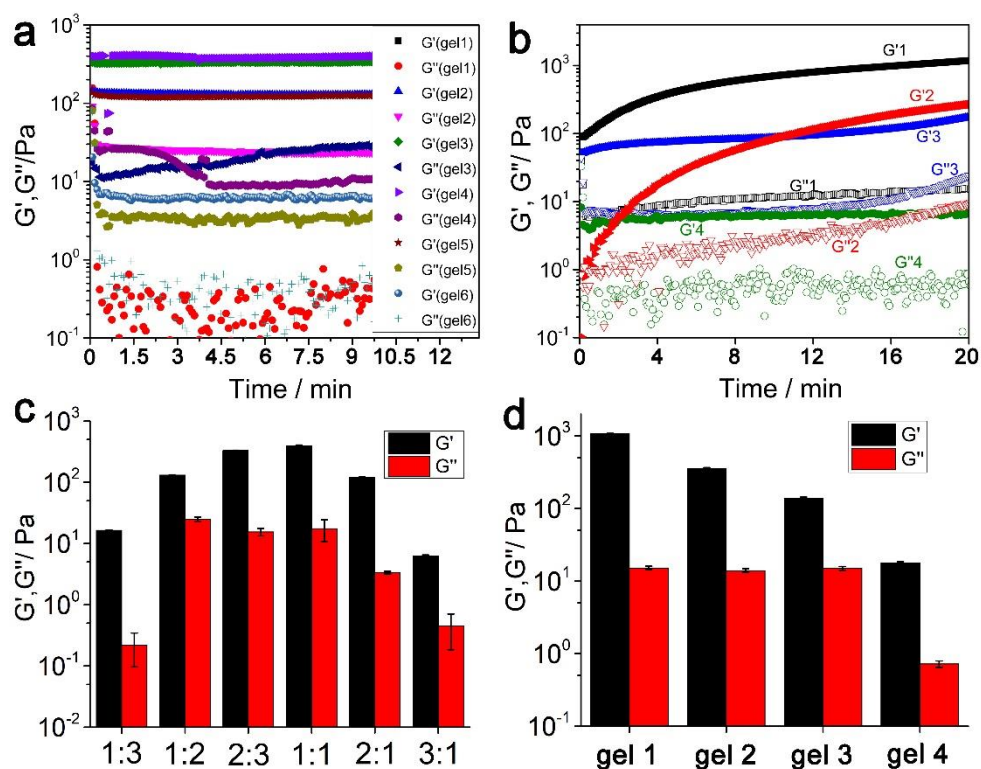 a
G',G''/Pa
10³
10²
10¹
10⁰
10⁻¹
0 1.5 3 4.5 6 7.5 9 10.5 12
Time / min
G'(gel1)
G''(gel1)
G'(gel2)
G''(gel2)
G'(gel3)
G''(gel3)
G'(gel4)
G''(gel4)
G'(gel5)
G''(gel5)
G'(gel6)
G''(gel6)
b
G', G''/ Pa
10³
10²
10¹
10⁰
10⁻¹
0 4 8 12 16 20
Time / min
G'1
G'2
G'3
G''3
G''1
G'4
G''2
G''4
c
G',G''/ Pa
10³
10²
10¹
10⁰
10⁻¹
10⁻²
1:3 1:2 2:3 1:1 2:1 3:1
G'
G''
d
G',G''/ Pa
10³
10²
10¹
10⁰
10⁻¹
gel 1 gel 2 gel 3 gel 4
G'
G''